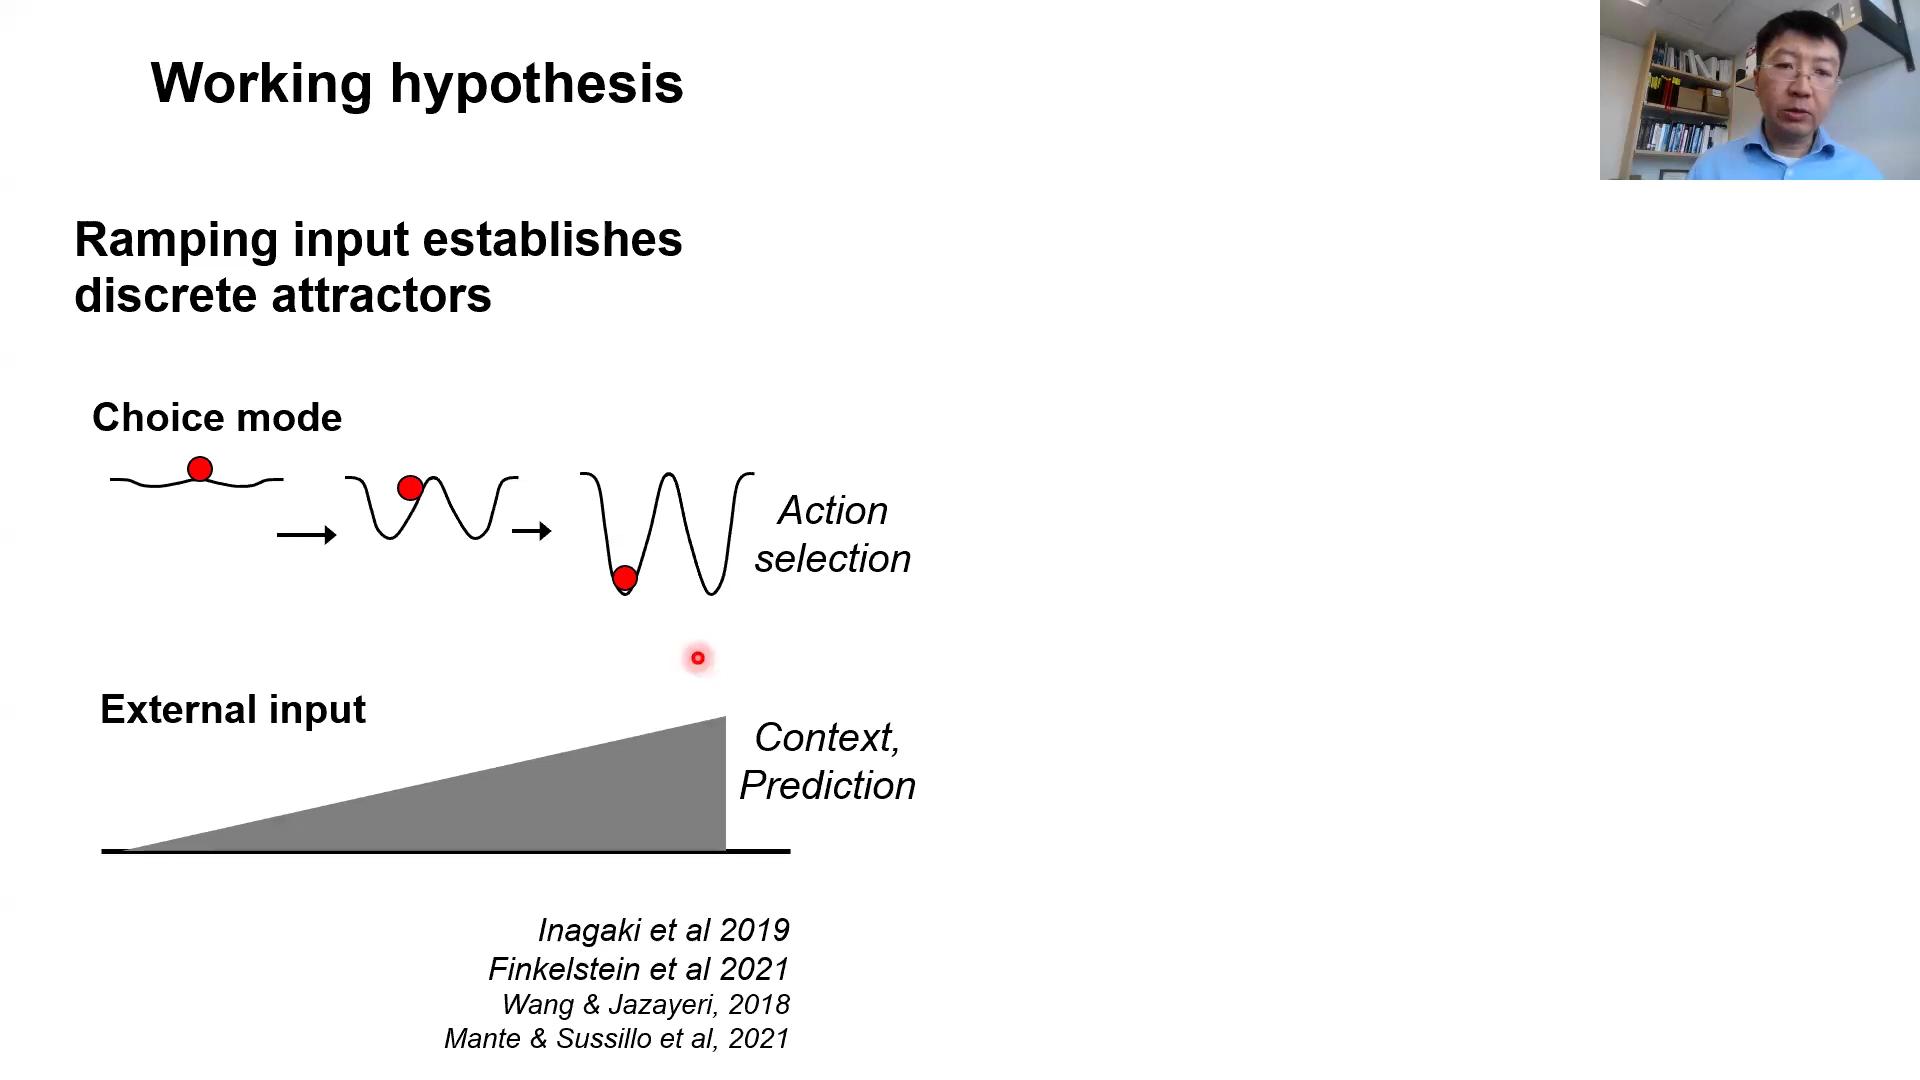 Working hypothesis
Ramping input establishes
discrete attractors
Choice mode
Action
selection
External input
Context,
Prediction
Inagaki et al 2019
Finkelstein et al 2021
Wang & Jazayeri, 2018
Mante & Sussillo et al, 2021